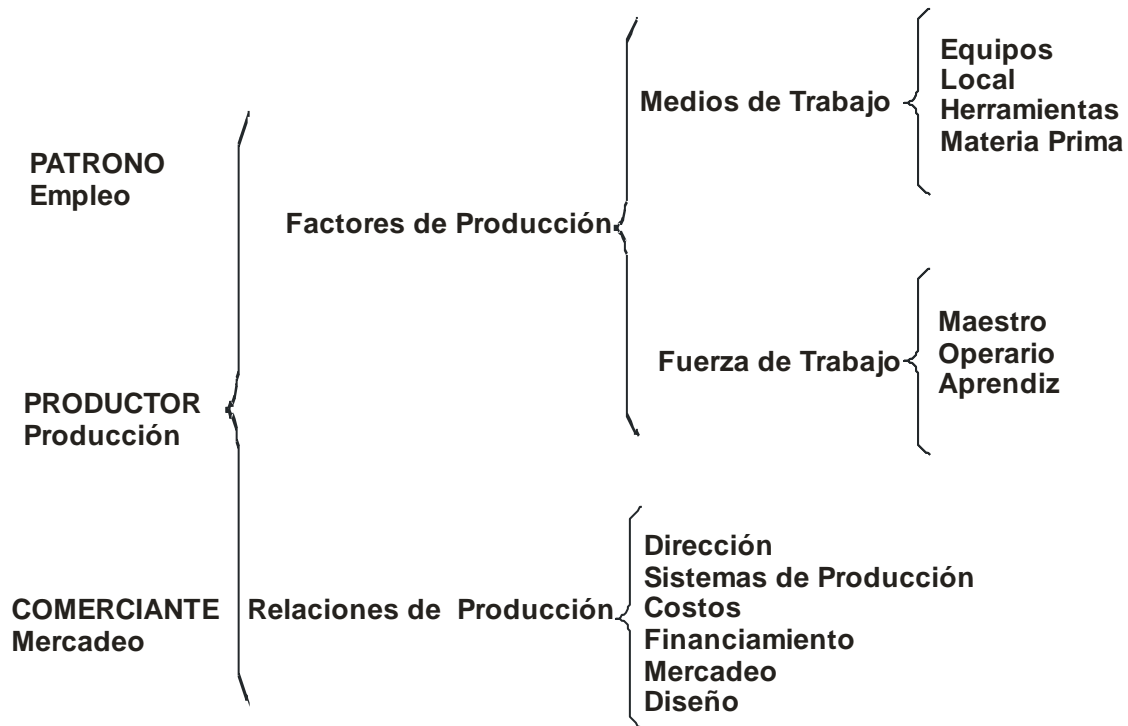 PATRONO
Empleo
PRODUCTOR
Producción
COMERCIANTE
Mercadeo
Factores de Producción
Medios de Trabajo
Equipos
Local
Herramientas
Materia Prima
Fuerza de Trabajo
Maestro
Operario
Aprendiz
Relaciones de Producción
Dirección
Sistemas de Producción
Costos
Financiamiento
Mercadeo
Diseño